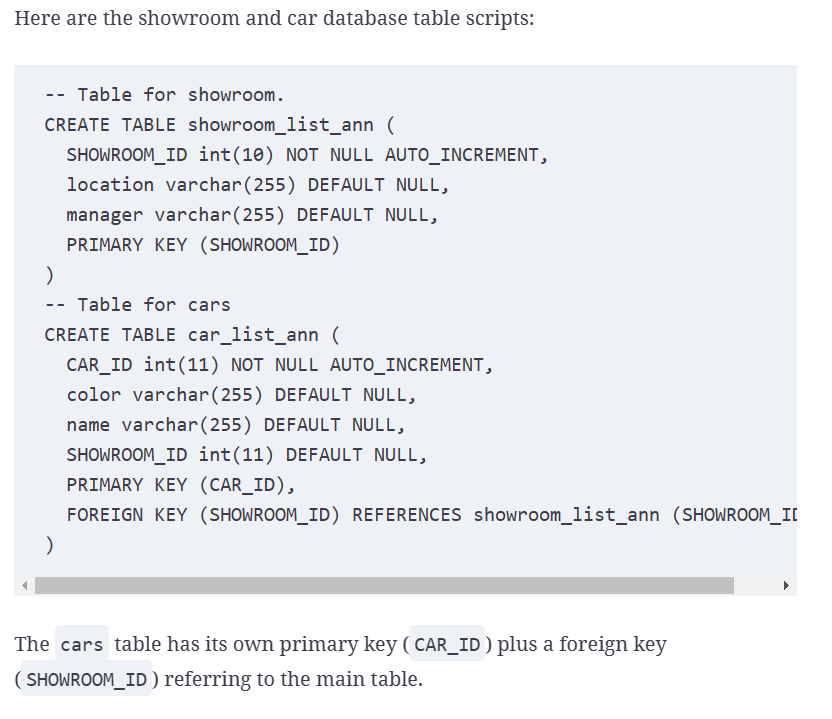 Here are the showroom and car database table scripts:
-- Table for showroom.
CREATE TABLE showroom_list_ann (
SHOWROOM_ID int(10) NOT NULL AUTO_INCREMENT,
location varchar(255) DEFAULT NULL,
manager varchar(255) DEFAULT NULL,
PRIMARY KEY (SHOWROOM_ID)
)
-- Table for cars
CREATE TABLE car_list_ann (
CAR_ID int(11) NOT NULL AUTO_INCREMENT,
color varchar(255) DEFAULT NULL,
name varchar(255) DEFAULT NULL,
SHOWROOM_ID int(11) DEFAULT NULL,
PRIMARY KEY (CAR_ID),
FOREIGN KEY (SHOWROOM_ID) REFERENCES showroom_list_ann (SHOWROOM_ID
)
The cars table has its own primary key (CAR_ID) plus a foreign key
(SHOWROOM_ID) referring to the main table.